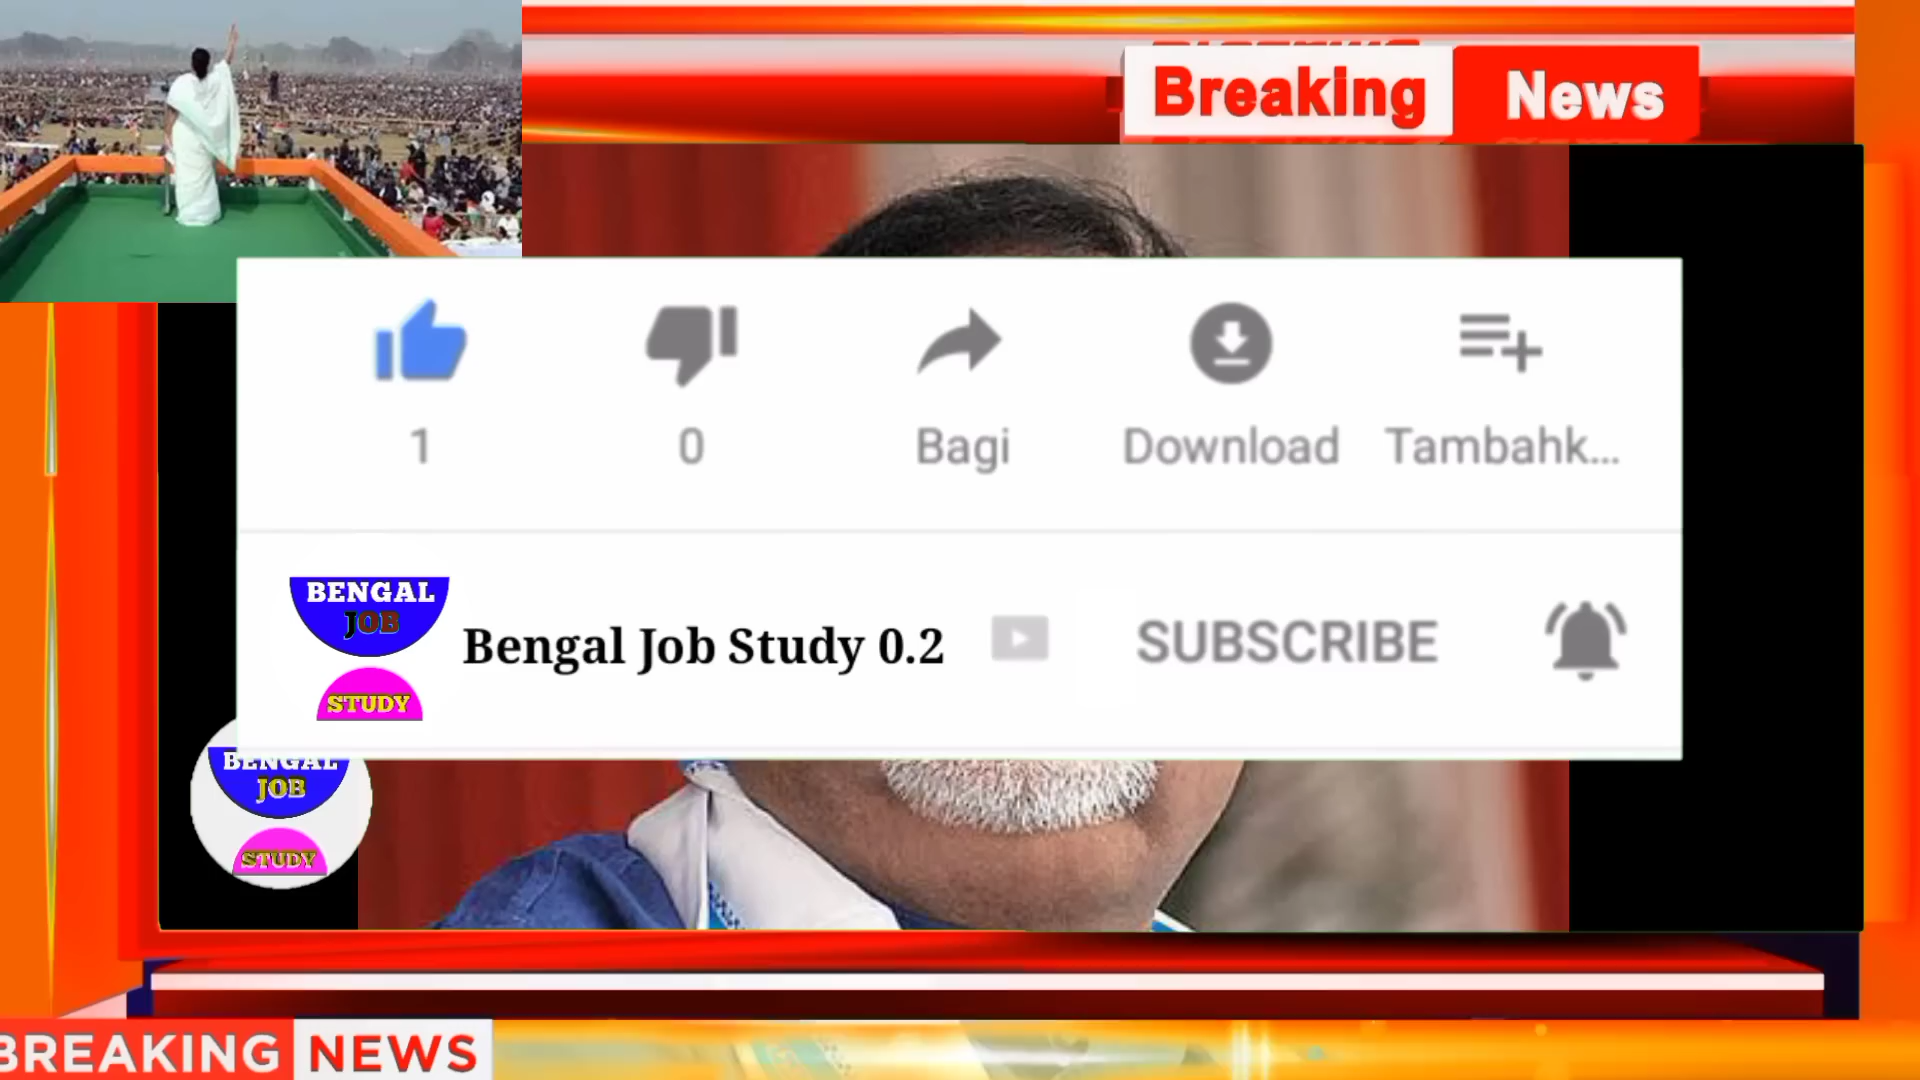 Breaking News
1
0
Bagi
Download
Tambahk...
BENGAL
JOB
STUDY
Bengal Job Study 0.2
SUBSCRIBE
BENGAL
JOB
STUDY
BREAKING NEWS